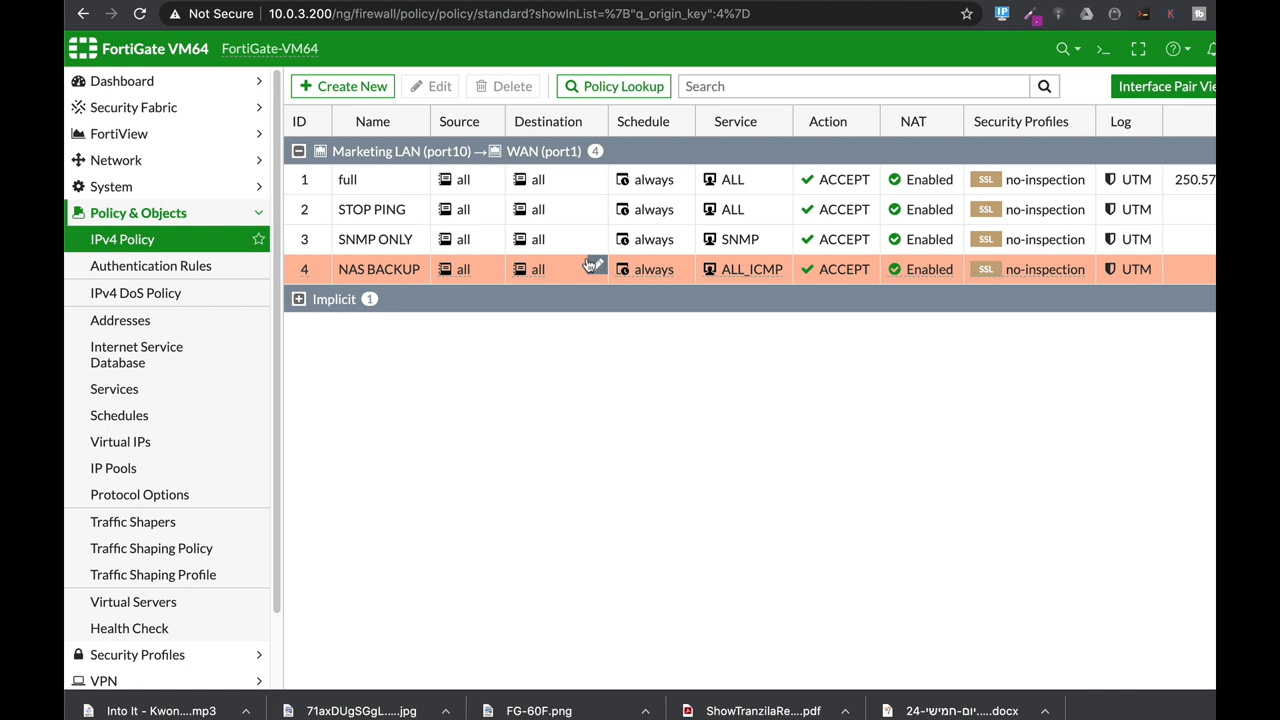 Not Secure | 10.0.3.200/ng/firewall/policy/policy/standard?showInList=%7B"q_origin_key":4%7D
FortiGate VM64 FortiGate-VM64
Dashboard
Security Fabric
FortiView
Network
System
Policy & Objects
IPv4 Policy
Authentication Rules
IPv4 DoS Policy
Addresses
Internet Service
Database
Services
Schedules
Virtual IPs
IP Pools
Protocol Options
Traffic Shapers
Traffic Shaping Policy
Traffic Shaping Profile
Virtual Servers
Health Check
Security Profiles
VPN
Create New Edit Delete Policy Lookup Search Interface Pair Vie
ID Name Source Destination Schedule Service Action NAT Security Profiles Log
Marketing LAN (port10) → WAN (port1) 4
1 full all all always ALL ACCEPT Enabled SSL no-inspection UTM 250.57
2 STOP PING all all always ALL ACCEPT Enabled SSL no-inspection UTM
3 SNMP ONLY all all always SNMP ACCEPT Enabled SSL no-inspection UTM
4 NAS BACKUP all all always ALL_ICMP ACCEPT Enabled SSL no-inspection UTM
Implicit 1
Into It - Kwon....mp3 71axDUgSGgL....jpg FG-60F.png ShowTranzilaRe....pdf יום-חמישי-24....docx